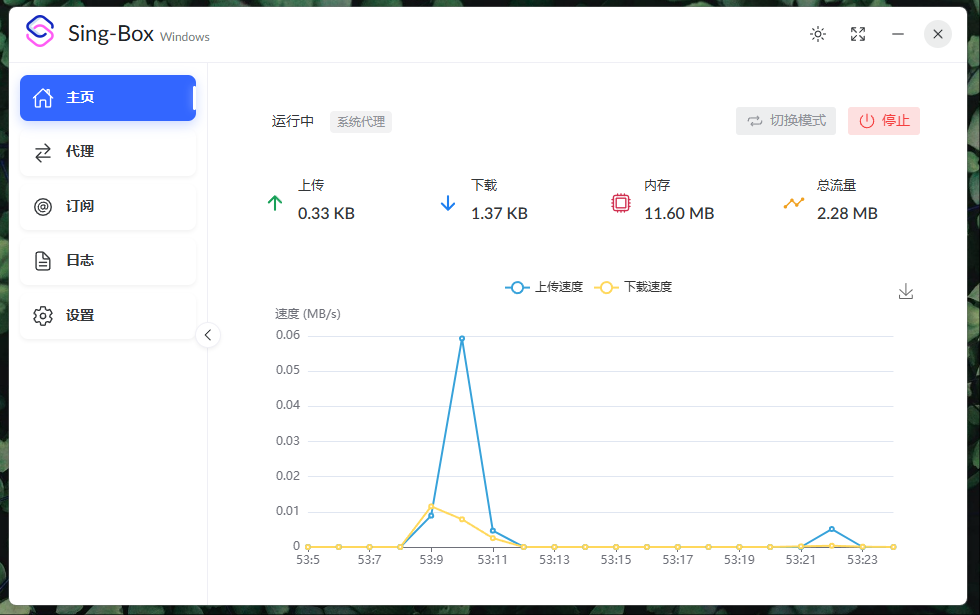 Sing-Box Windows
主页
代理
订阅
日志
设置
运行中 系统代理 切换模式 停止
上传 下载 内存 总流量
0.33 KB 1.37 KB 11.60 MB 2.28 MB
上传速度 下载速度
速度 (MB/s)
0.06
0.05
0.04
0.03
0.02
0.01
0
53:5 53:7 53:9 53:11 53:13 53:15 53:17 53:19 53:21 53:23